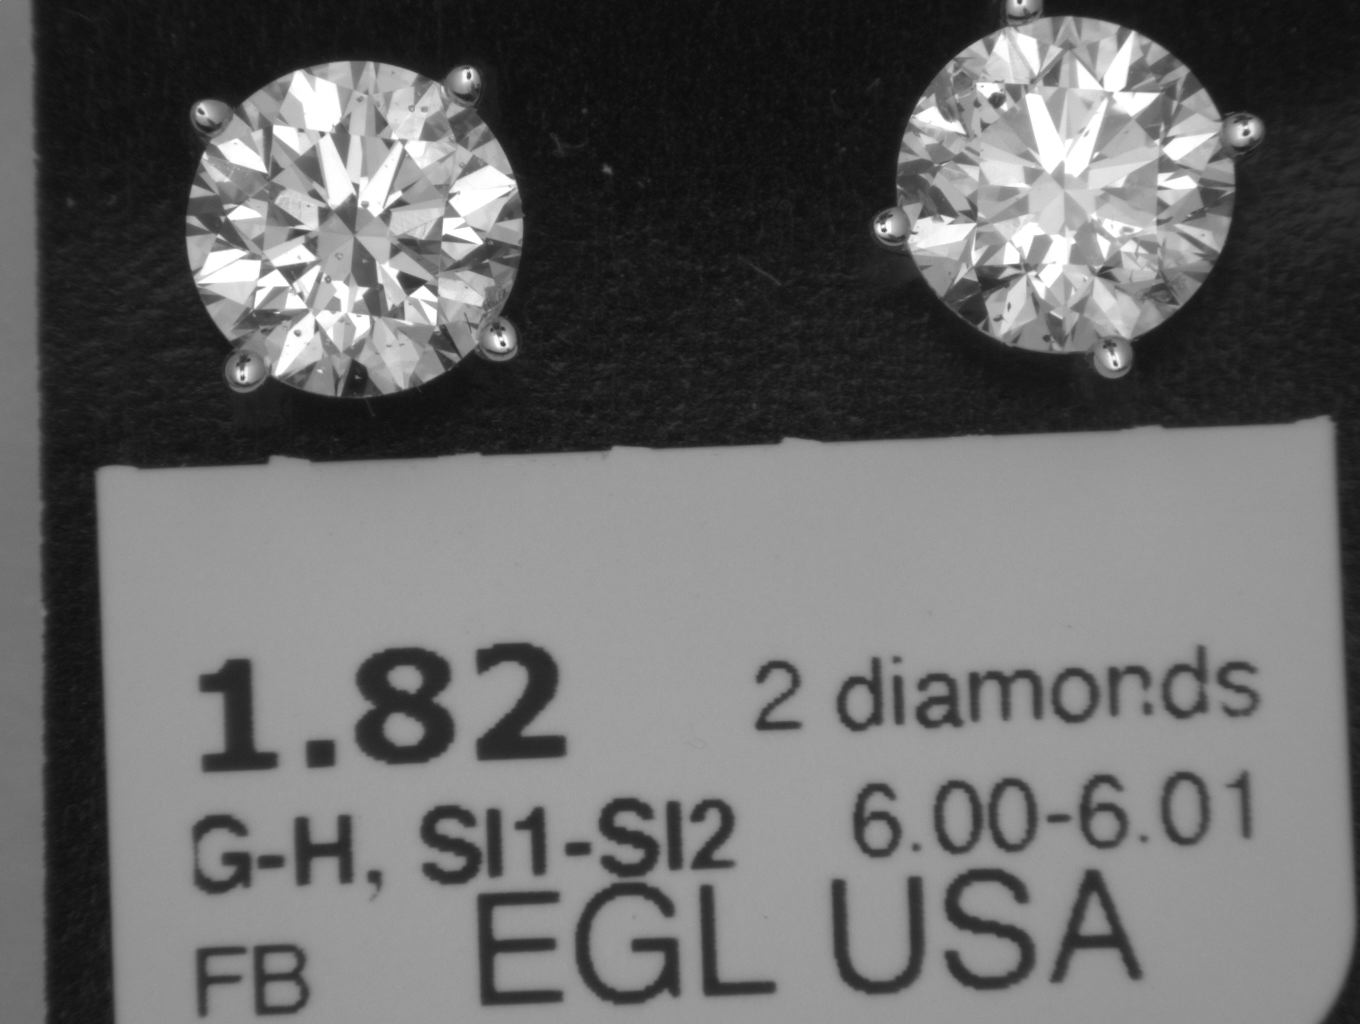 1.82 2 diamonds
G-H, SI1-SI2 6.00-6.01
FB EGL USA